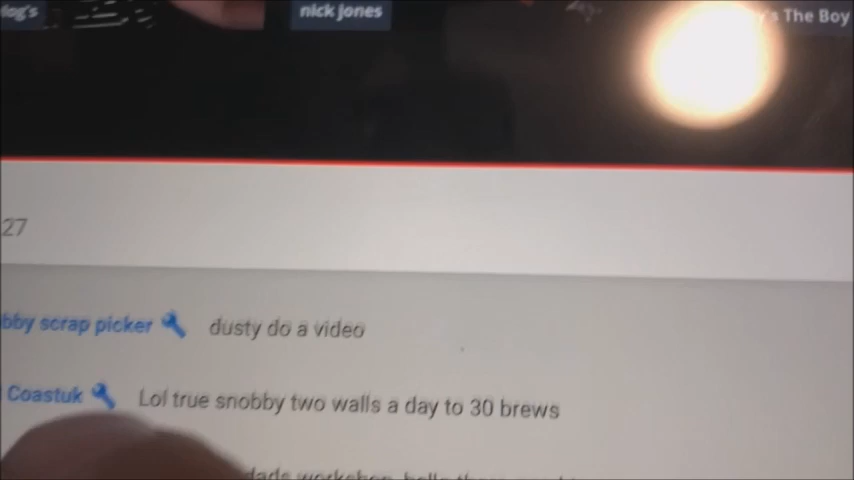 nick jones
The Boy
27
bby scrap picker dusty do a video
Coastuk Lol true snobby two walls a day to 30 brews